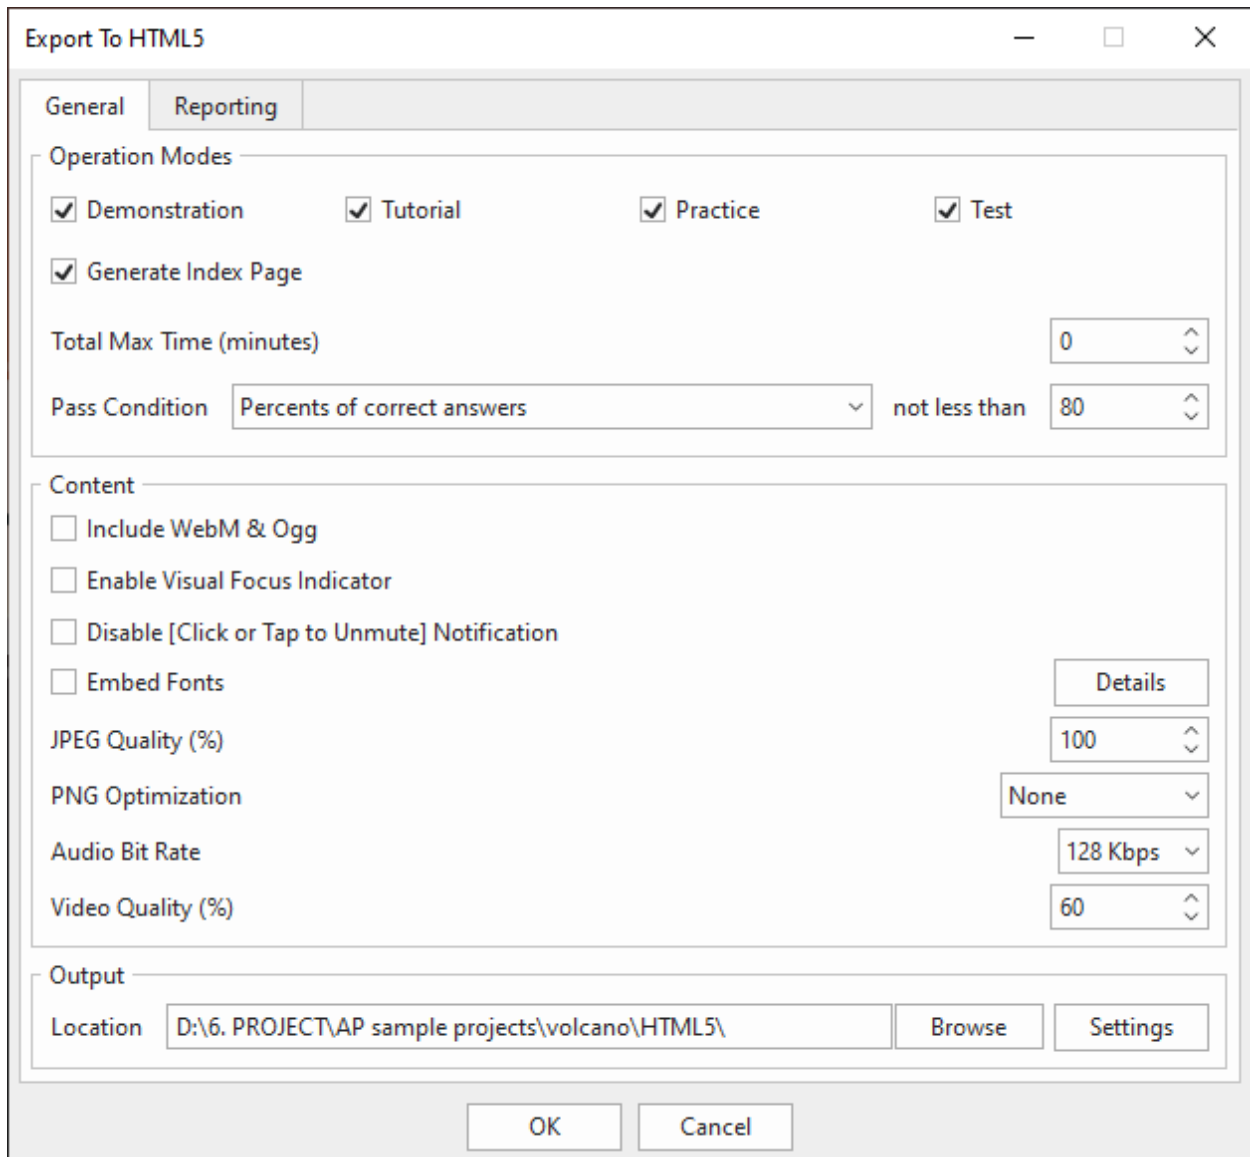 Export To HTML5
General Reporting
Operation Modes
Demonstration Tutorial Practice Test
Generate Index Page
Total Max Time (minutes) 0
Pass Condition Percents of correct answers not less than 80
Content
Include WebM & Ogg
Enable Visual Focus Indicator
Disable [Click or Tap to Unmute] Notification
Embed Fonts Details
JPEG Quality (%) 100
PNG Optimization None
Audio Bit Rate 128 Kbps
Video Quality (%) 60
Output
Location D:\6. PROJECT\AP sample projects\volcano\HTML5\ Browse Settings
OK Cancel